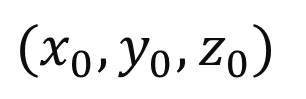 (x₀, y₀, z₀)